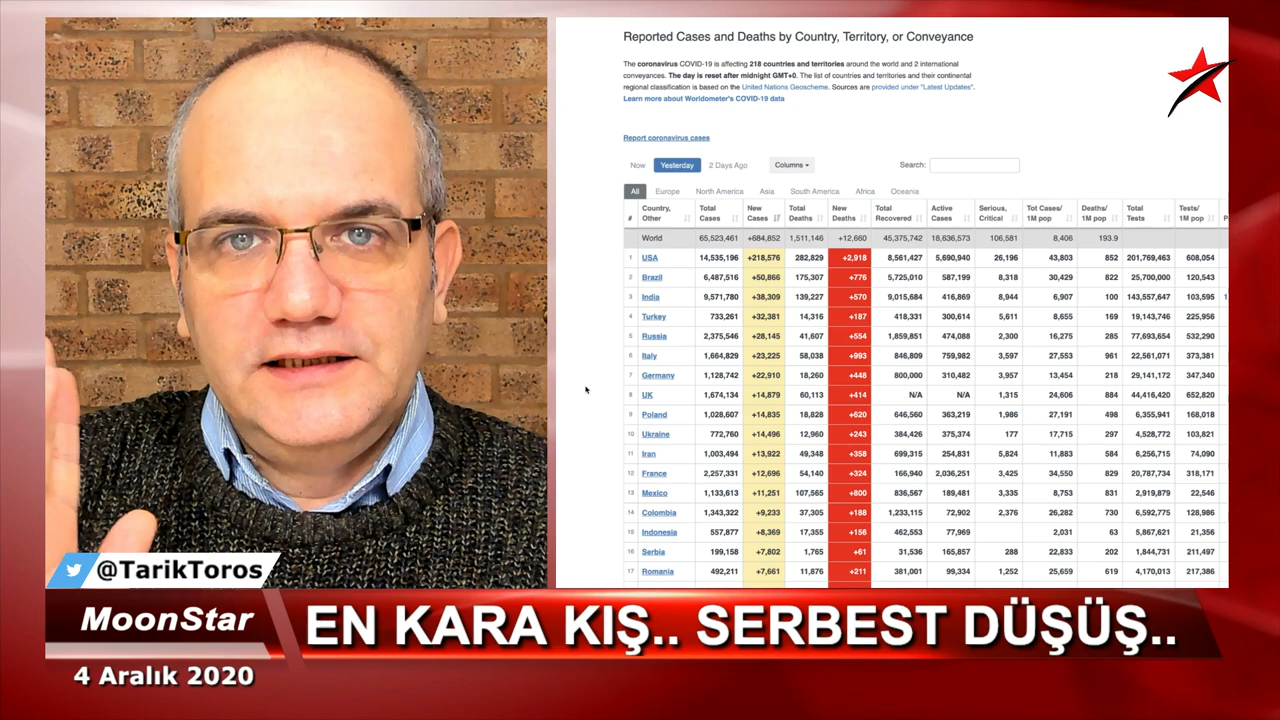 Reported Cases and Deaths by Country, Territory, or Conveyance
The coronavirus COVID-19 is affecting 218 countries and territories around the world and 2 international
conveyances. The day is reset after midnight GMT+0. The list of countries and territories and their continental
regional classification is based on the United Nations Geoscheme. Sources are provided under "Latest Updates".
Learn more about Worldometer's COVID-19 data
Report coronavirus cases
Now Yesterday 2 Days Ago Columns Search:
All Europe North America Asia South America Africa Oceania
# Country, Other Total Cases New Cases Total Deaths New Deaths Total Recovered Active Cases Serious, Critical Tot Cases/ 1M pop Deaths/ 1M pop Total Tests Tests/ 1M pop P
World 65,523,461 +684,852 1,511,146 +12,660 45,375,742 18,636,573 106,581 8,406 193.9
1 USA 14,535,196 +218,576 282,829 +2,918 8,561,427 5,690,940 26,196 43,803 852 201,769,463 608,054
2 Brazil 6,487,516 +50,866 175,307 +776 5,725,010 587,199 8,318 30,429 822 25,700,000 120,543
3 India 9,571,780 +38,309 139,227 +570 9,015,684 416,869 8,944 6,907 100 143,557,647 103,595 1
4 Turkey 733,261 +32,381 14,316 +187 418,331 300,614 5,611 8,655 169 19,143,746 225,956
5 Russia 2,375,546 +28,145 41,607 +554 1,859,851 474,088 2,300 16,275 285 77,693,654 532,290
6 Italy 1,664,829 +23,225 58,038 +993 846,809 759,982 3,597 27,553 961 22,561,071 373,381
7 Germany 1,128,742 +22,910 18,260 +448 800,000 310,482 3,957 13,454 218 29,141,172 347,340
8 UK 1,674,134 +14,879 60,113 +414 N/A N/A 1,315 24,606 884 44,416,420 652,820
9 Poland 1,028,607 +14,835 18,828 +620 646,560 363,219 1,986 27,191 498 6,355,941 168,018
10 Ukraine 772,760 +14,496 12,960 +243 384,426 375,374 177 17,715 297 4,528,772 103,821
11 Iran 1,003,494 +13,922 49,348 +358 699,315 254,831 5,824 11,883 584 6,256,715 74,090
12 France 2,257,331 +12,696 54,140 +324 166,940 2,036,251 3,425 34,550 829 20,787,734 318,171
13 Mexico 1,133,613 +11,251 107,565 +800 836,567 189,481 3,335 8,753 831 2,919,879 22,546
14 Colombia 1,343,322 +9,233 37,305 +188 1,233,115 72,902 2,376 26,282 730 6,592,775 128,986
15 Indonesia 557,877 +8,369 17,355 +156 462,553 77,969 2,031 63 5,867,621 21,356
16 Serbia 199,158 +7,802 1,765 +61 31,536 165,857 288 22,833 202 1,844,731 211,497
17 Romania 492,211 +7,661 11,876 +211 381,001 99,334 1,252 25,659 619 4,170,013 217,386
@TarikToros
MoonStar
EN KARA KIŞ.. SERBEST DÜŞÜŞ..
4 Aralık 2020